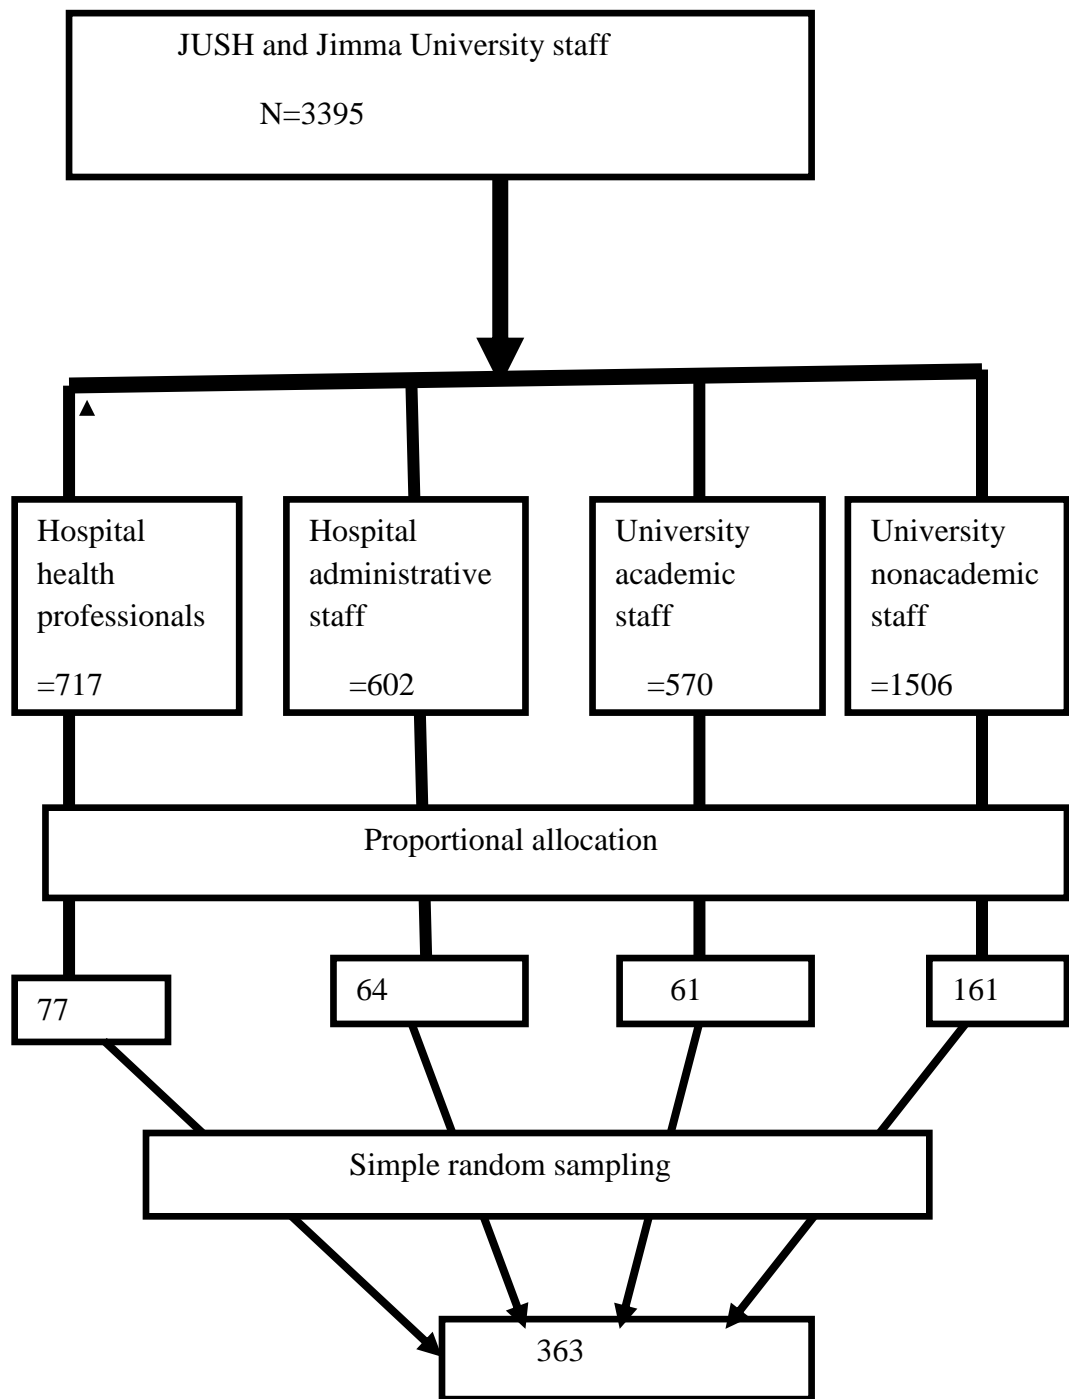 JUSH and Jimma University staff
N=3395
Hospital
health
professionals
=717
Hospital
administrative
staff
=602
University
academic
staff
=570
University
nonacademic
staff
=1506
Proportional allocation
77
64
61
161
Simple random sampling
363